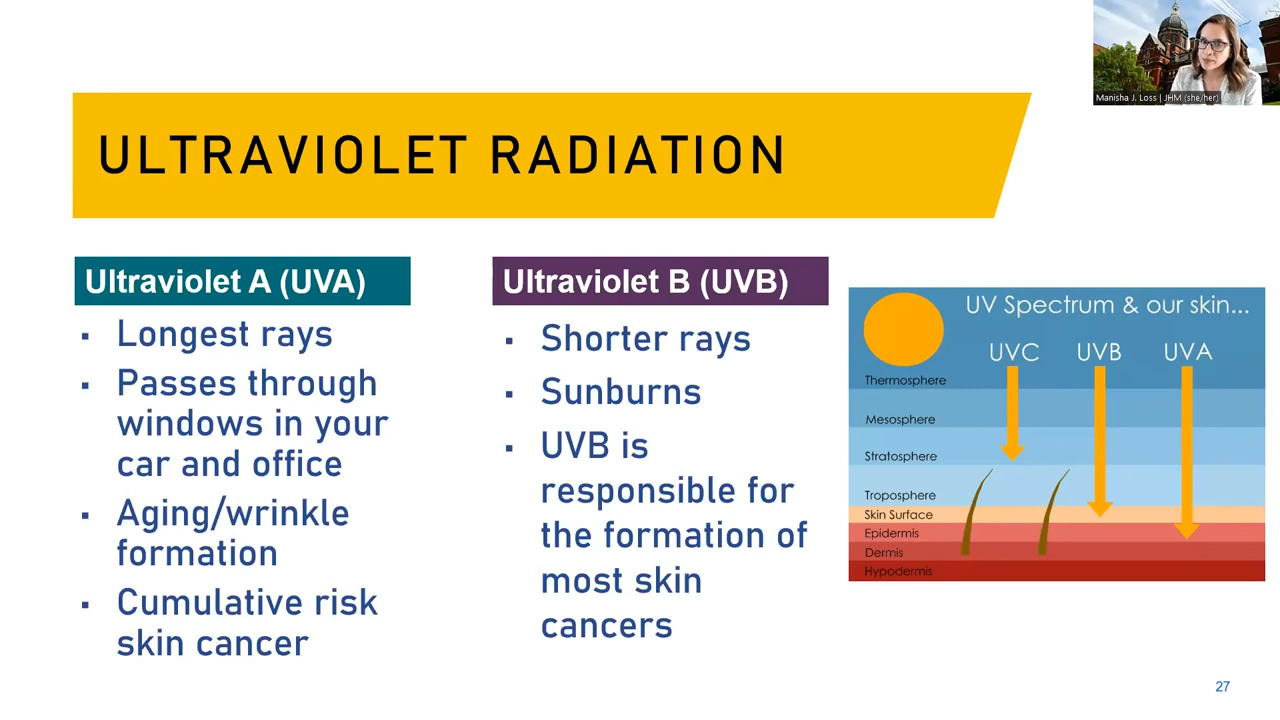 Manisha J. Loss | JHM (she/her)
ULTRAVIOLET RADIATION
Ultraviolet A (UVA)
▪ Longest rays
▪ Passes through
windows in your
car and office
▪ Aging/wrinkle
formation
▪ Cumulative risk
skin cancer
Ultraviolet B (UVB)
▪ Shorter rays
▪ Sunburns
▪ UVB is
responsible for
the formation of
most skin
cancers
UV Spectrum & our skin...
UVC UVB UVA
Thermosphere
Mesosphere
Stratosphere
Troposphere
Skin Surface
Epidermis
Dermis
Hypodermis
27